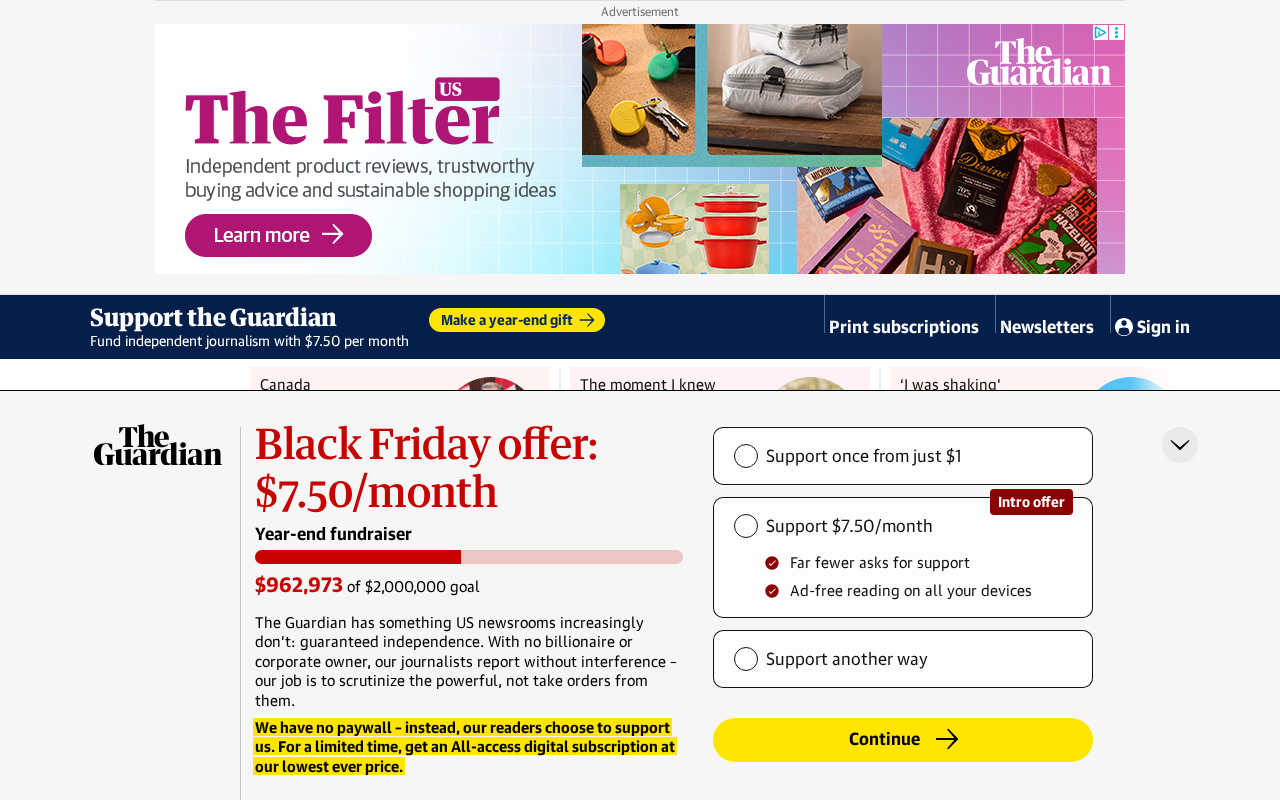 Advertisement
The Filter
US
Independent product reviews, trustworthy
buying advice and sustainable shopping ideas
Learn more
The
Guardian
Divine
70%
Support the Guardian
Fund independent journalism with $7.50 per month
Make a year-end gift
Print subscriptions
Newsletters
Sign in
Canada
The moment I knew
‘I was shaking’
The
Guardian
Black Friday offer:
$7.50/month
Year-end fundraiser
$962,973 of $2,000,000 goal
The Guardian has something US newsrooms increasingly
don’t: guaranteed independence. With no billionaire or
corporate owner, our journalists report without interference –
our job is to scrutinize the powerful, not take orders from
them.
We have no paywall – instead, our readers choose to support
us. For a limited time, get an All-access digital subscription at
our lowest ever price.
Support once from just $1
Intro offer
Support $7.50/month
Far fewer asks for support
Ad-free reading on all your devices
Support another way
Continue